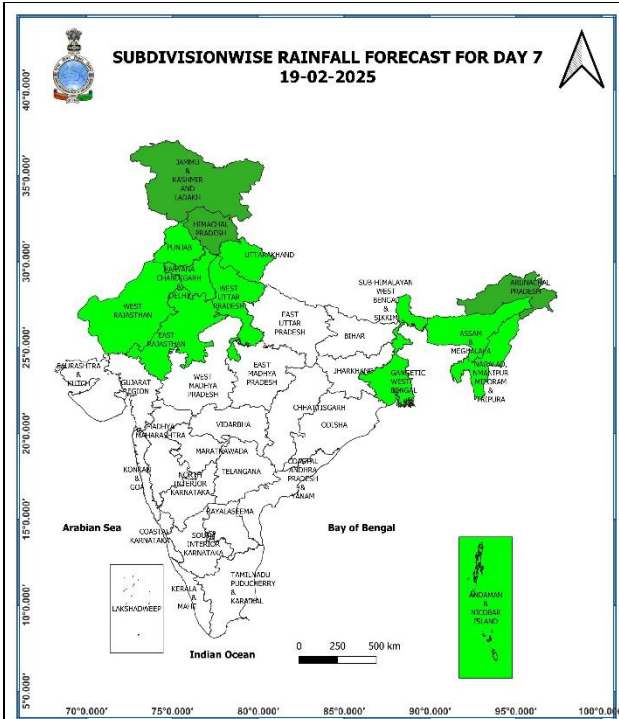 SUBDIVISIONWISE RAINFALL FORECAST FOR DAY 7
19-02-2025
40°0.000'
35°0.000'
30°0.000'
25°0.000'
20°0.000'
15°0.000'
10°0.000'
5°0.000'
JAMMU
&
KASHMIR
AND
LADAKH
HIMACHAL
PRADESH
PUNJAB
UTTARAKHAND
HARYANA
CHANDIGARH
&
DELHI
WEST
UTTAR
PRADESH
WEST
RAJASTHAN
EAST
RAJASTHAN
EAST
UTTAR
PRADESH
SUB-HIMALAYAN
WEST
BENGAL
&
SIKKIM
ARUNACHAL
PRADESH
ASSAM
&
MEGHALAYA
NAGALAND,
MANIPUR
MIZORAM
&
TRIPURA
BIHAR
JHARKHAND
GANGETIC
WEST
BENGAL
SAURASHTRA
&
KUTCH
GUJARAT
REGION
WEST
MADHYA
PRADESH
EAST
MADHYA
PRADESH
CHHATTISGARH
ODISHA
MADHYA
MAHARASHTRA
VIDARBHA
MARATHWADA
KONKAN
&
GOA
NORTH
INTERIOR
KARNATAKA
TELANGANA
COASTAL
ANDHRA
PRADESH
&
YANAM
RAYALASEEMA
Arabian Sea
Bay of Bengal
COASTAL
KARNATAKA
SOUTH
INTERIOR
KARNATAKA
TAMILNADU
PUDUCHERRY
&
KARAIKAL
KERALA
&
MAHE
LAKSHADWEEP
ANDAMAN
&
NICOBAR
ISLAND
Indian Ocean
0 250 500 km
70°0.000' 75°0.000' 80°0.000' 85°0.000' 90°0.000' 95°0.000' 100°0.000